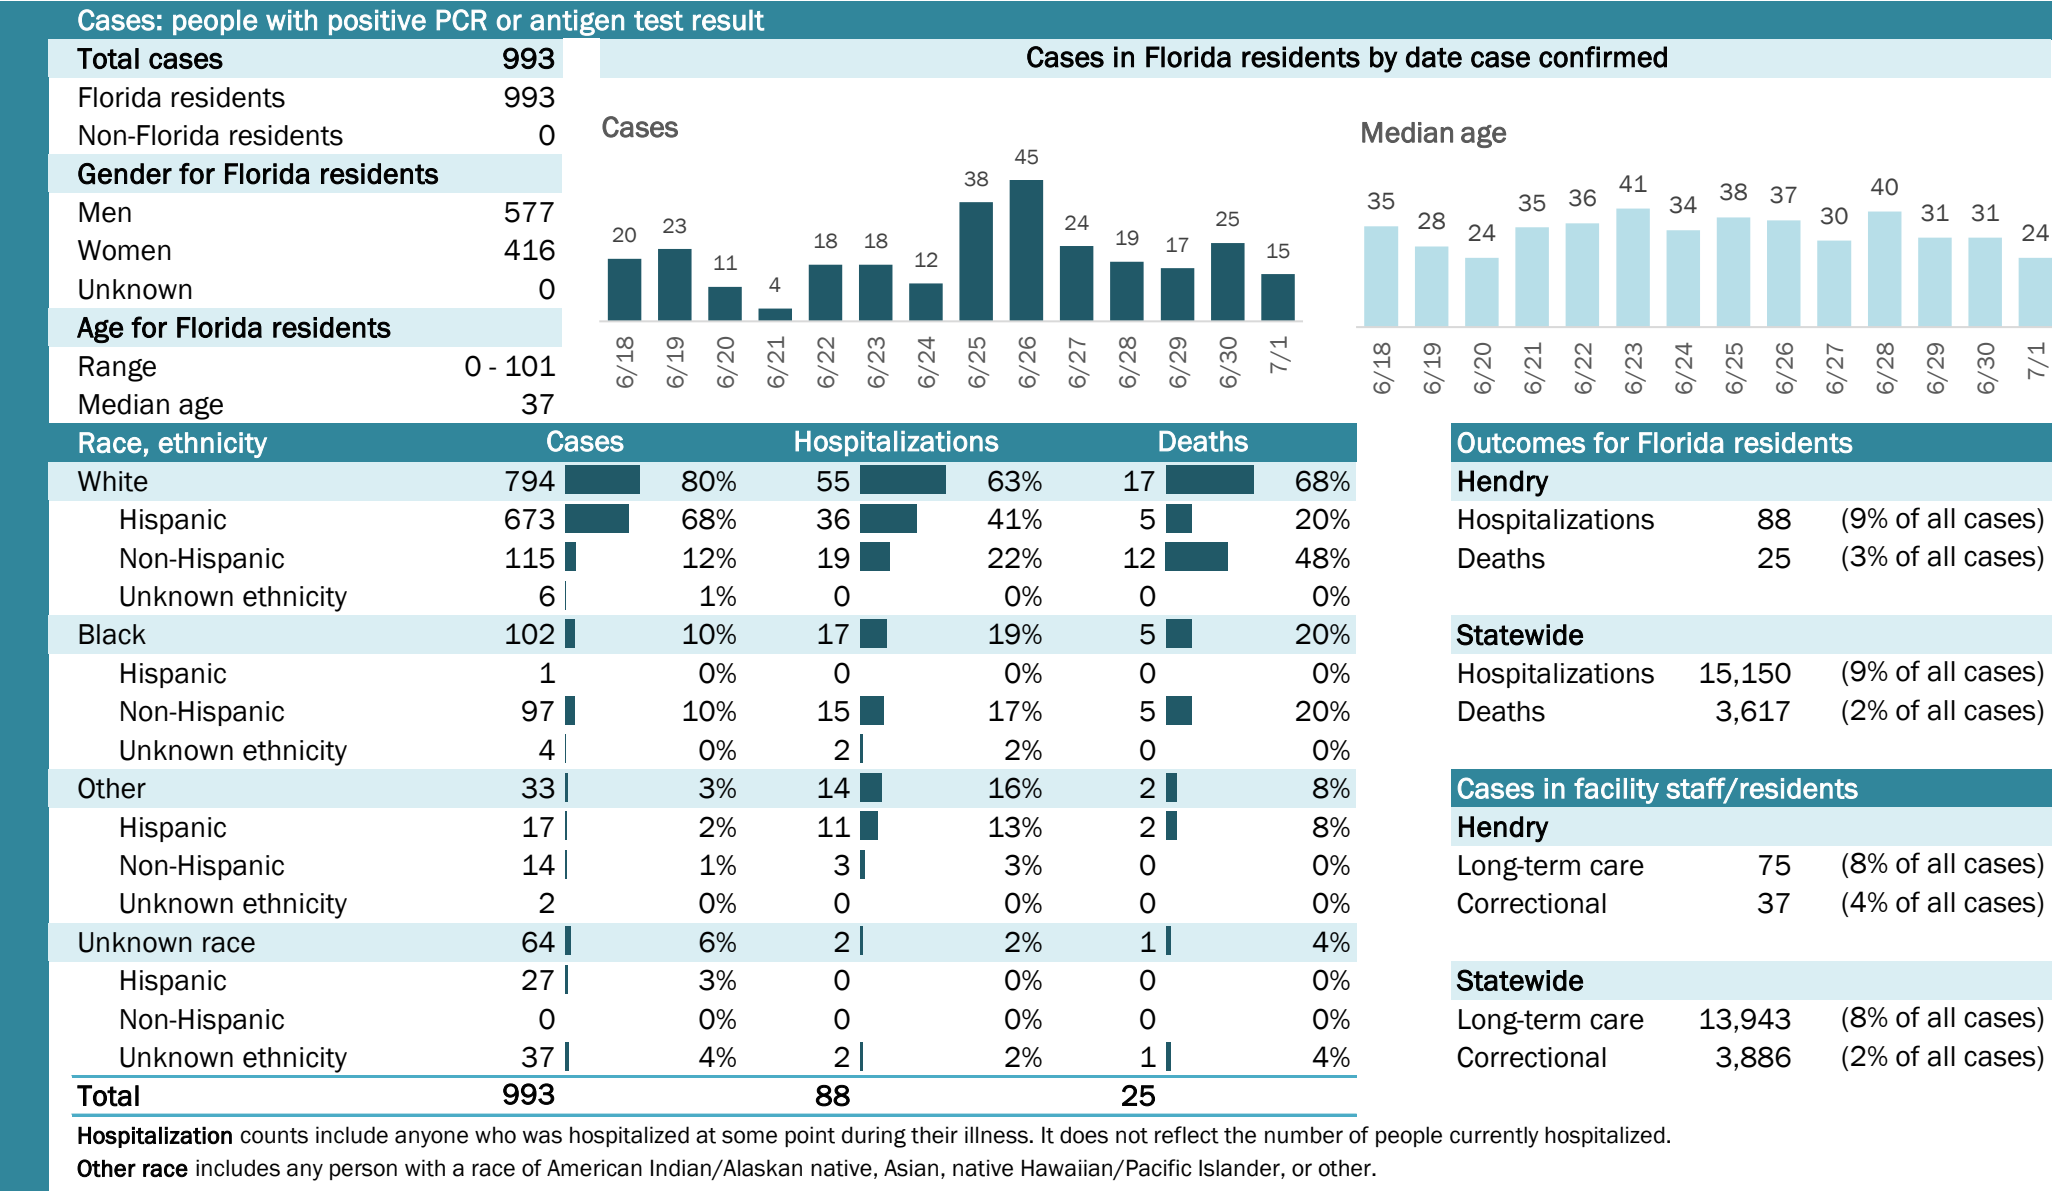 Cases: people with positive PCR or antigen test result
Total cases 993
Florida residents 993
Non-Florida residents 0
Gender for Florida residents
Men 577
Women 416
Unknown 0
Age for Florida residents
Range 0 - 101
Median age 37
Cases in Florida residents by date case confirmed
Cases
20 23 11 4 18 18 12 38 45 24 19 17 25 15
6/18 6/19 6/20 6/21 6/22 6/23 6/24 6/25 6/26 6/27 6/28 6/29 6/30 7/1
Median age
35 28 24 35 36 41 34 38 37 30 40 31 31 24
6/18 6/19 6/20 6/21 6/22 6/23 6/24 6/25 6/26 6/27 6/28 6/29 6/30 7/1
Race, ethnicity Cases Hospitalizations Deaths
White 794 80% 55 63% 17 68%
Hispanic 673 68% 36 41% 5 20%
Non-Hispanic 115 12% 19 22% 12 48%
Unknown ethnicity 6 1% 0 0% 0 0%
Black 102 10% 17 19% 5 20%
Hispanic 1 0% 0 0% 0 0%
Non-Hispanic 97 10% 15 17% 5 20%
Unknown ethnicity 4 0% 2 2% 0 0%
Other 33 3% 14 16% 2 8%
Hispanic 17 2% 11 13% 2 8%
Non-Hispanic 14 1% 3 3% 0 0%
Unknown ethnicity 2 0% 0 0% 0 0%
Unknown race 64 6% 2 2% 1 4%
Hispanic 27 3% 0 0% 0 0%
Non-Hispanic 0 0% 0 0% 0 0%
Unknown ethnicity 37 4% 2 2% 1 4%
Total 993 88 25
Outcomes for Florida residents
Hendry
Hospitalizations 88 (9% of all cases)
Deaths 25 (3% of all cases)
Statewide
Hospitalizations 15,150 (9% of all cases)
Deaths 3,617 (2% of all cases)
Cases in facility staff/residents
Hendry
Long-term care 75 (8% of all cases)
Correctional 37 (4% of all cases)
Statewide
Long-term care 13,943 (8% of all cases)
Correctional 3,886 (2% of all cases)
Hospitalization counts include anyone who was hospitalized at some point during their illness. It does not reflect the number of people currently hospitalized.
Other race includes any person with a race of American Indian/Alaskan native, Asian, native Hawaiian/Pacific Islander, or other.